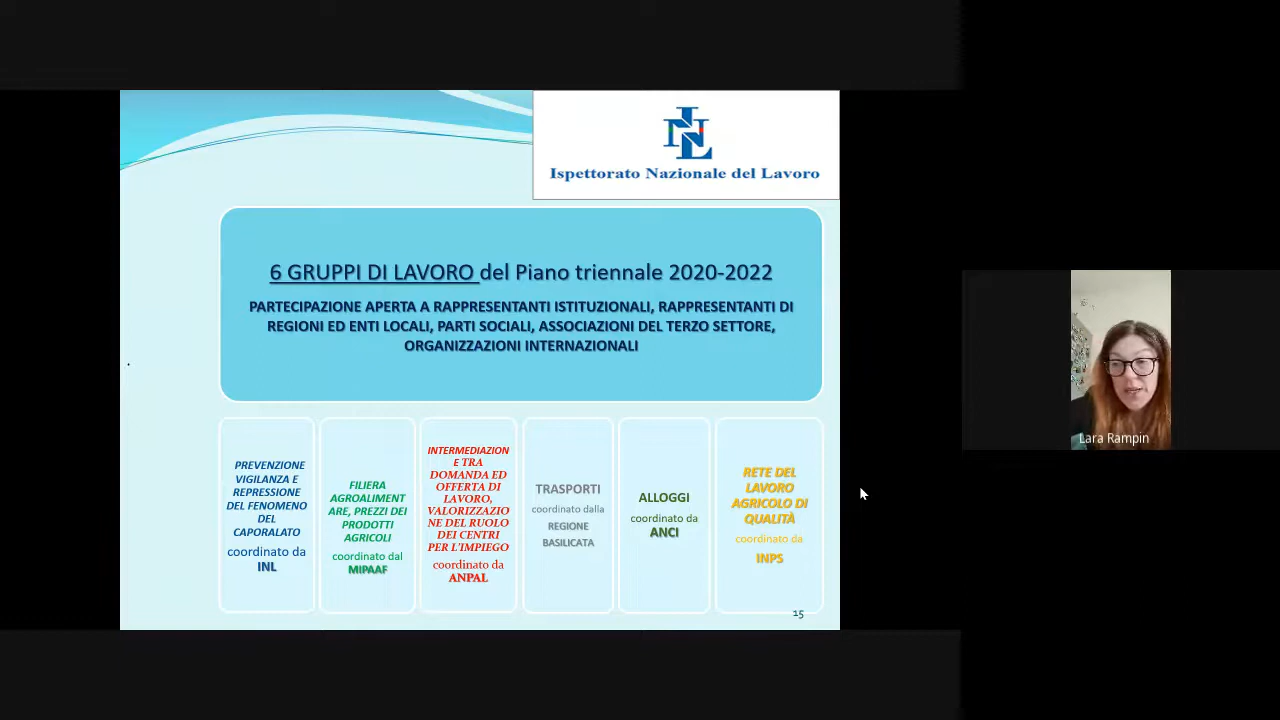 INL
Ispettorato Nazionale del Lavoro
6 GRUPPI DI LAVORO del Piano triennale 2020-2022
PARTECIPAZIONE APERTA A RAPPRESENTANTI ISTITUZIONALI, RAPPRESENTANTI DI
REGIONI ED ENTI LOCALI, PARTI SOCIALI, ASSOCIAZIONI DEL TERZO SETTORE,
ORGANIZZAZIONI INTERNAZIONALI
PREVENZIONE
VIGILANZA E
REPRESSIONE
DEL FENOMENO
DEL
CAPORALATO
coordinato da
INL
FILIERA
AGROALIMENT
ARE, PREZZI DEI
PRODOTTI
AGRICOLI
coordinato dal
MIPAAF
INTERMEDIAZION
E TRA
DOMANDA ED
OFFERTA DI
LAVORO,
VALORIZZAZIO
NE DEL RUOLO
DEI CENTRI
PER L'IMPIEGO
coordinato da
ANPAL
TRASPORTI
coordinato dalla
REGIONE
BASILICATA
ALLOGGI
coordinato da
ANCI
RETE DEL
LAVORO
AGRICOLO DI
QUALITÀ
coordinato da
INPS
15
Lara Rampin